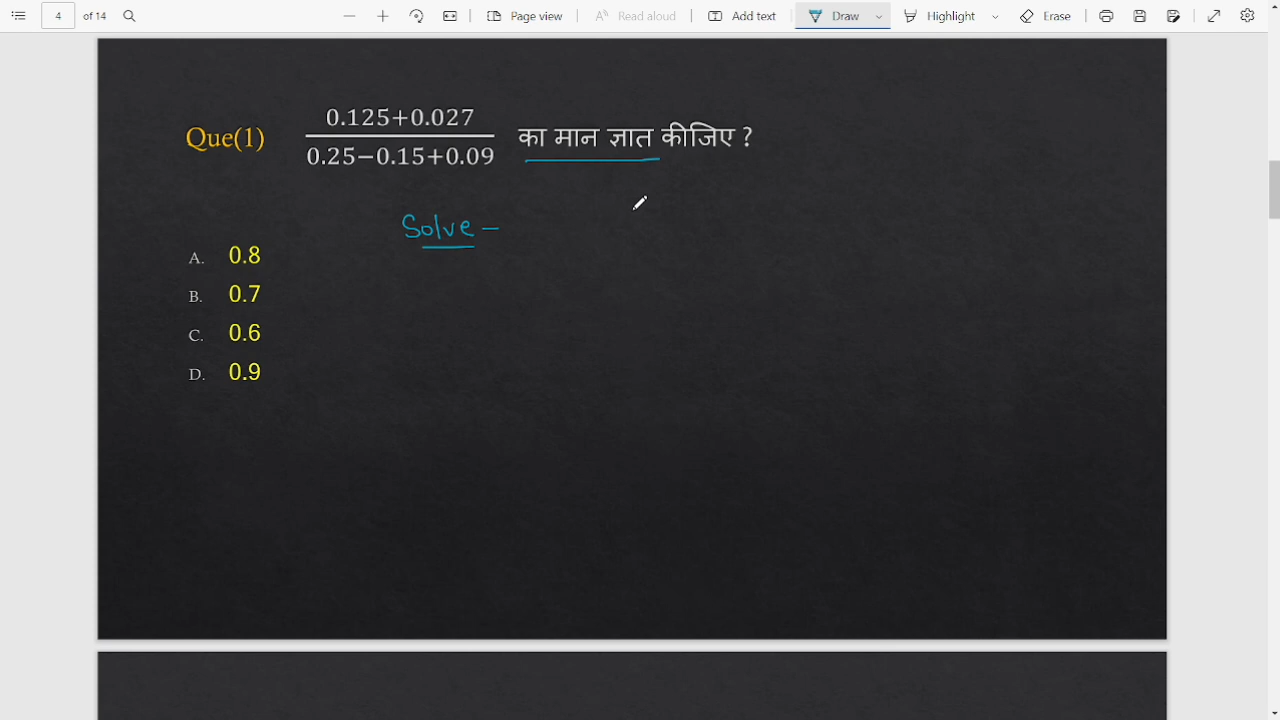 4 of 14 Page view Read aloud Add text Draw Highlight Erase
Que(1) 0.125+0.027 / 0.25−0.15+0.09 का मान ज्ञात कीजिए ?
Solve –
A. 0.8
B. 0.7
C. 0.6
D. 0.9